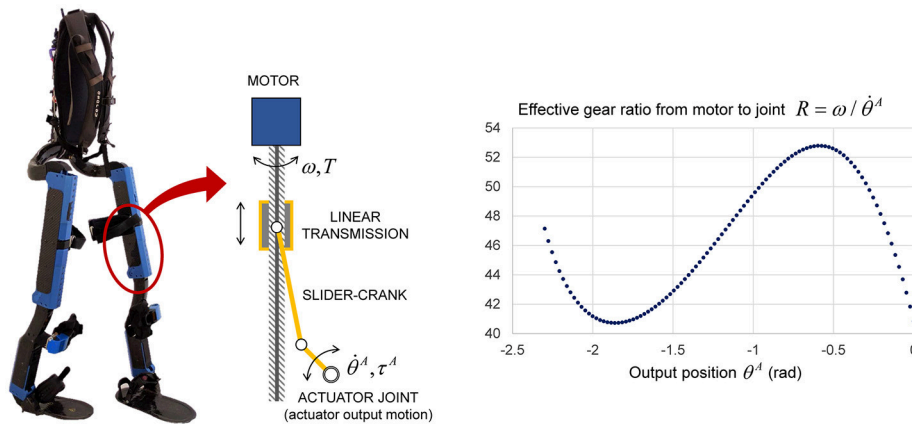 MOTOR
ω, T
LINEAR
TRANSMISSION
SLIDER-CRANK
θ̇ᴬ, τᴬ
ACTUATOR JOINT
(actuator output motion)
Effective gear ratio from motor to joint R = ω / θ̇ᴬ
54
52
50
48
46
44
42
40
-2.5 -2 -1.5 -1 -0.5 0
Output position θᴬ (rad)